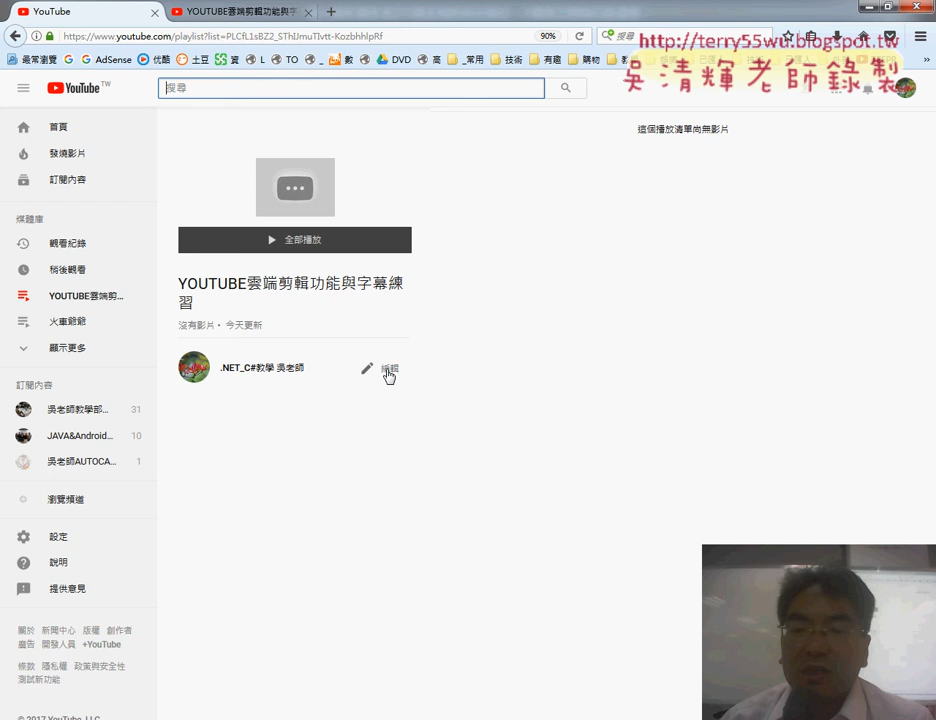 YouTube
YOUTUBE雲端剪輯功能與字
https://www.youtube.com/playlist?list=PLCfL1sBZ2_SThIJmuTIvtt-KozbhhIpRf
90%
搜尋
http://terry55wu.blogspot.tw
吳清輝老師錄製
最常瀏覽
AdSense
优酷
土豆
資
L
TO
_
數
高
DVD
高
_常用
技術
有趣
購物
YouTube TW
搜尋
首頁
發燒影片
訂閱內容
媒體庫
觀看紀錄
稍後觀看
YOUTUBE雲端剪...
火車爺爺
顯示更多
訂閱內容
吳老師教學部... 31
JAVA&Android... 10
吳老師AUTOCA... 1
瀏覽頻道
設定
說明
提供意見
關於 新聞中心 版權 創作者
廣告 開發人員 +YouTube
條款 隱私權 政策與安全性
測試新功能
© 2017 YouTube, LLC
全部播放
YOUTUBE雲端剪輯功能與字幕練
習
沒有影片 • 今天更新
.NET_C#教學 吳老師
編輯
這個播放清單尚無影片